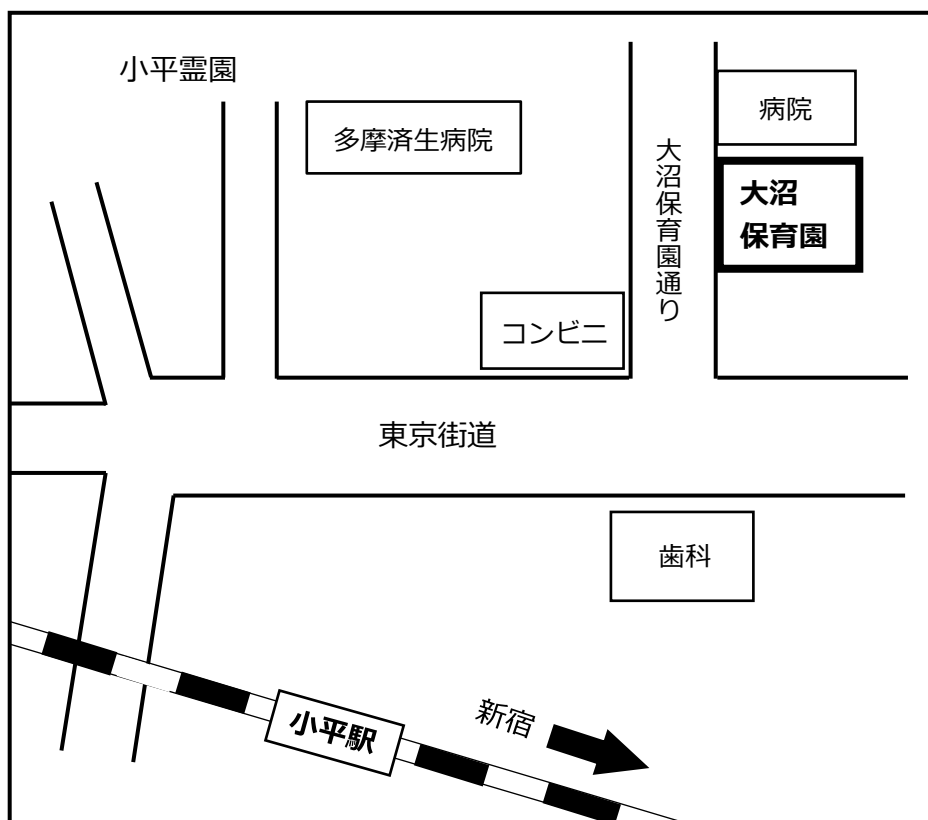 小平霊園
多摩済生病院
病院
大沼保育園通り
大沼
保育園
コンビニ
東京街道
歯科
小平駅
新宿